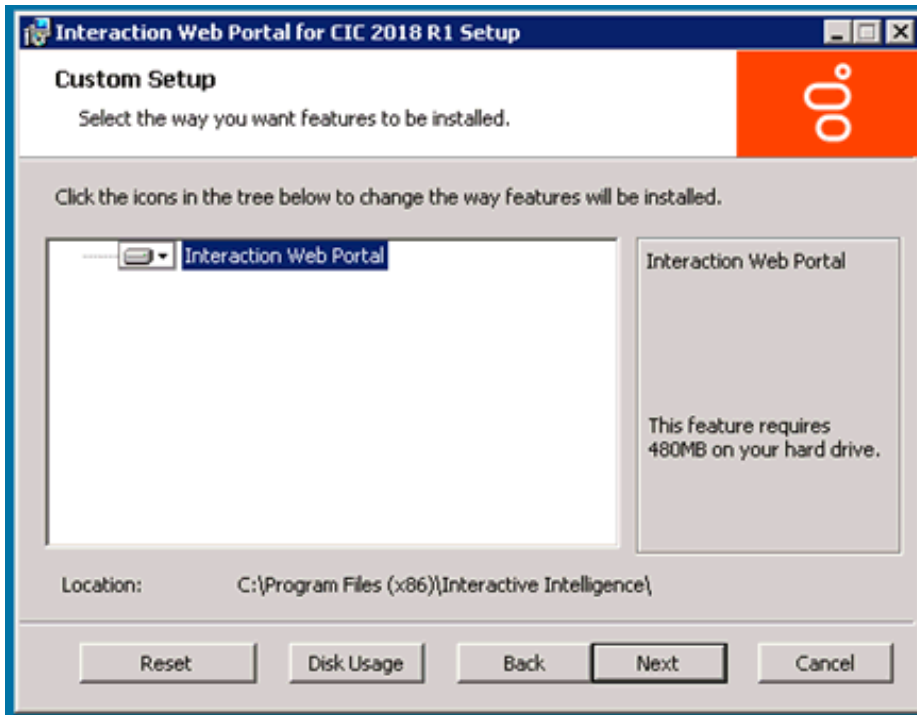 Interaction Web Portal for CIC 2018 R1 Setup
Custom Setup
Select the way you want features to be installed.
Click the icons in the tree below to change the way features will be installed.
Interaction Web Portal
Interaction Web Portal
This feature requires
480MB on your hard drive.
Location: C:\Program Files (x86)\Interactive Intelligence\
Reset Disk Usage Back Next Cancel